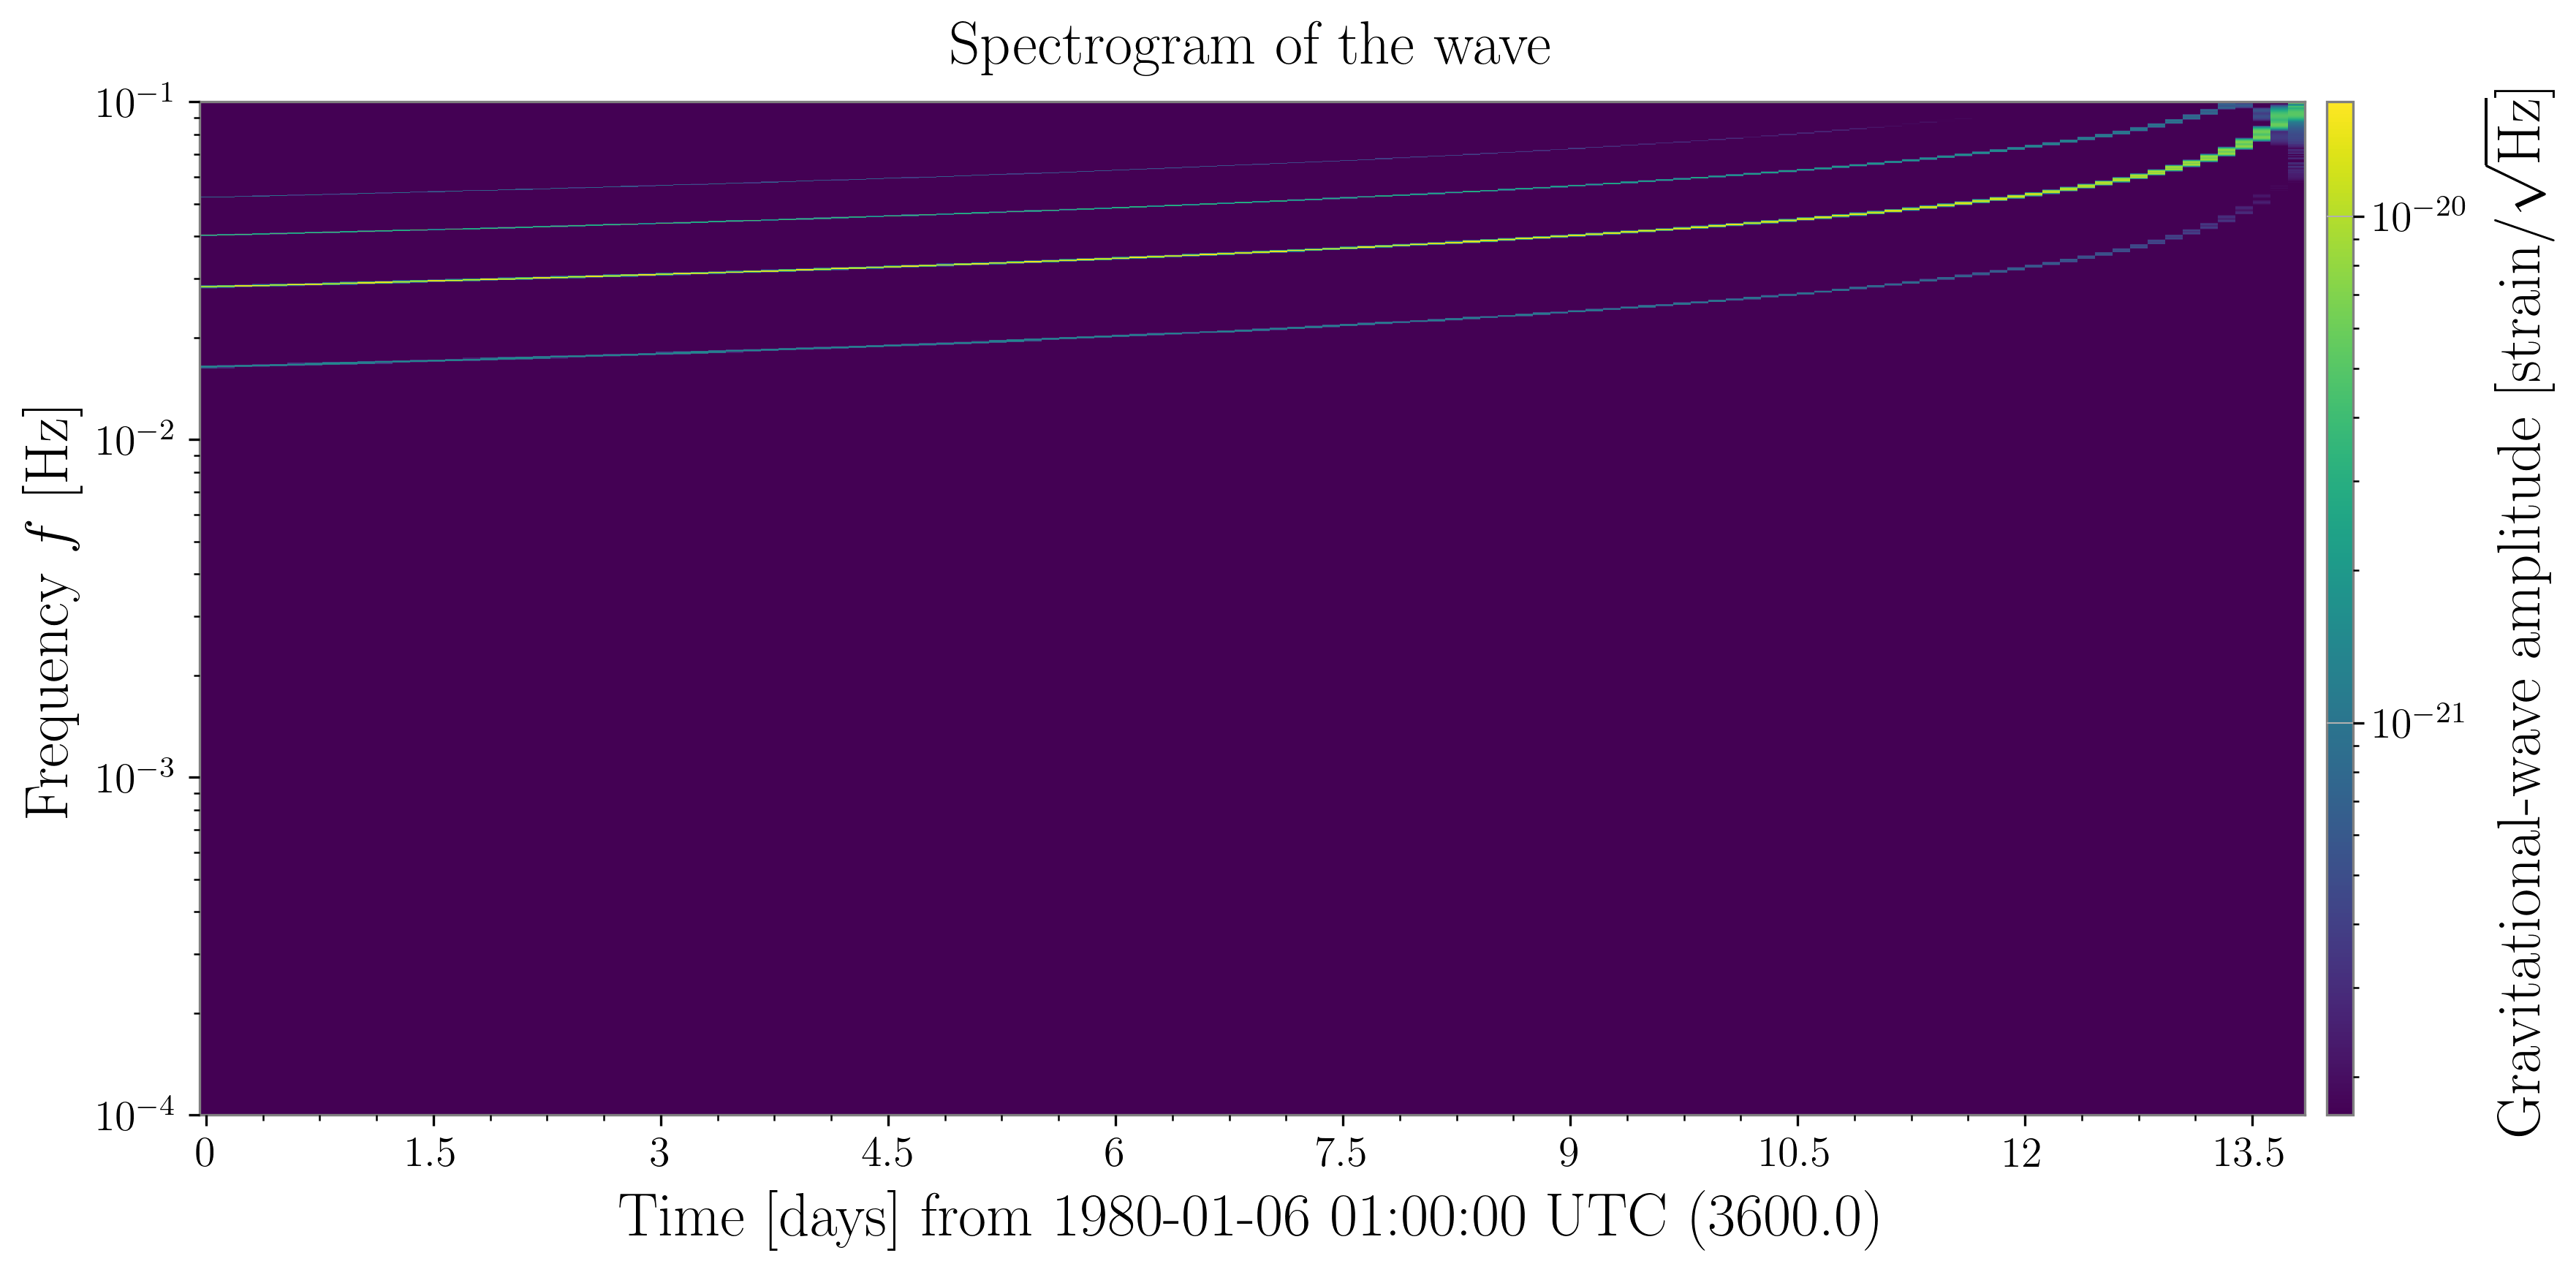 Spectrogram of the wave
Frequency f [Hz]
10⁻¹
10⁻²
10⁻³
10⁻⁴
0 1.5 3 4.5 6 7.5 9 10.5 12 13.5
Time [days] from 1980-01-06 01:00:00 UTC (3600.0)
10⁻²⁰
10⁻²¹
Gravitational-wave amplitude [strain/√Hz]